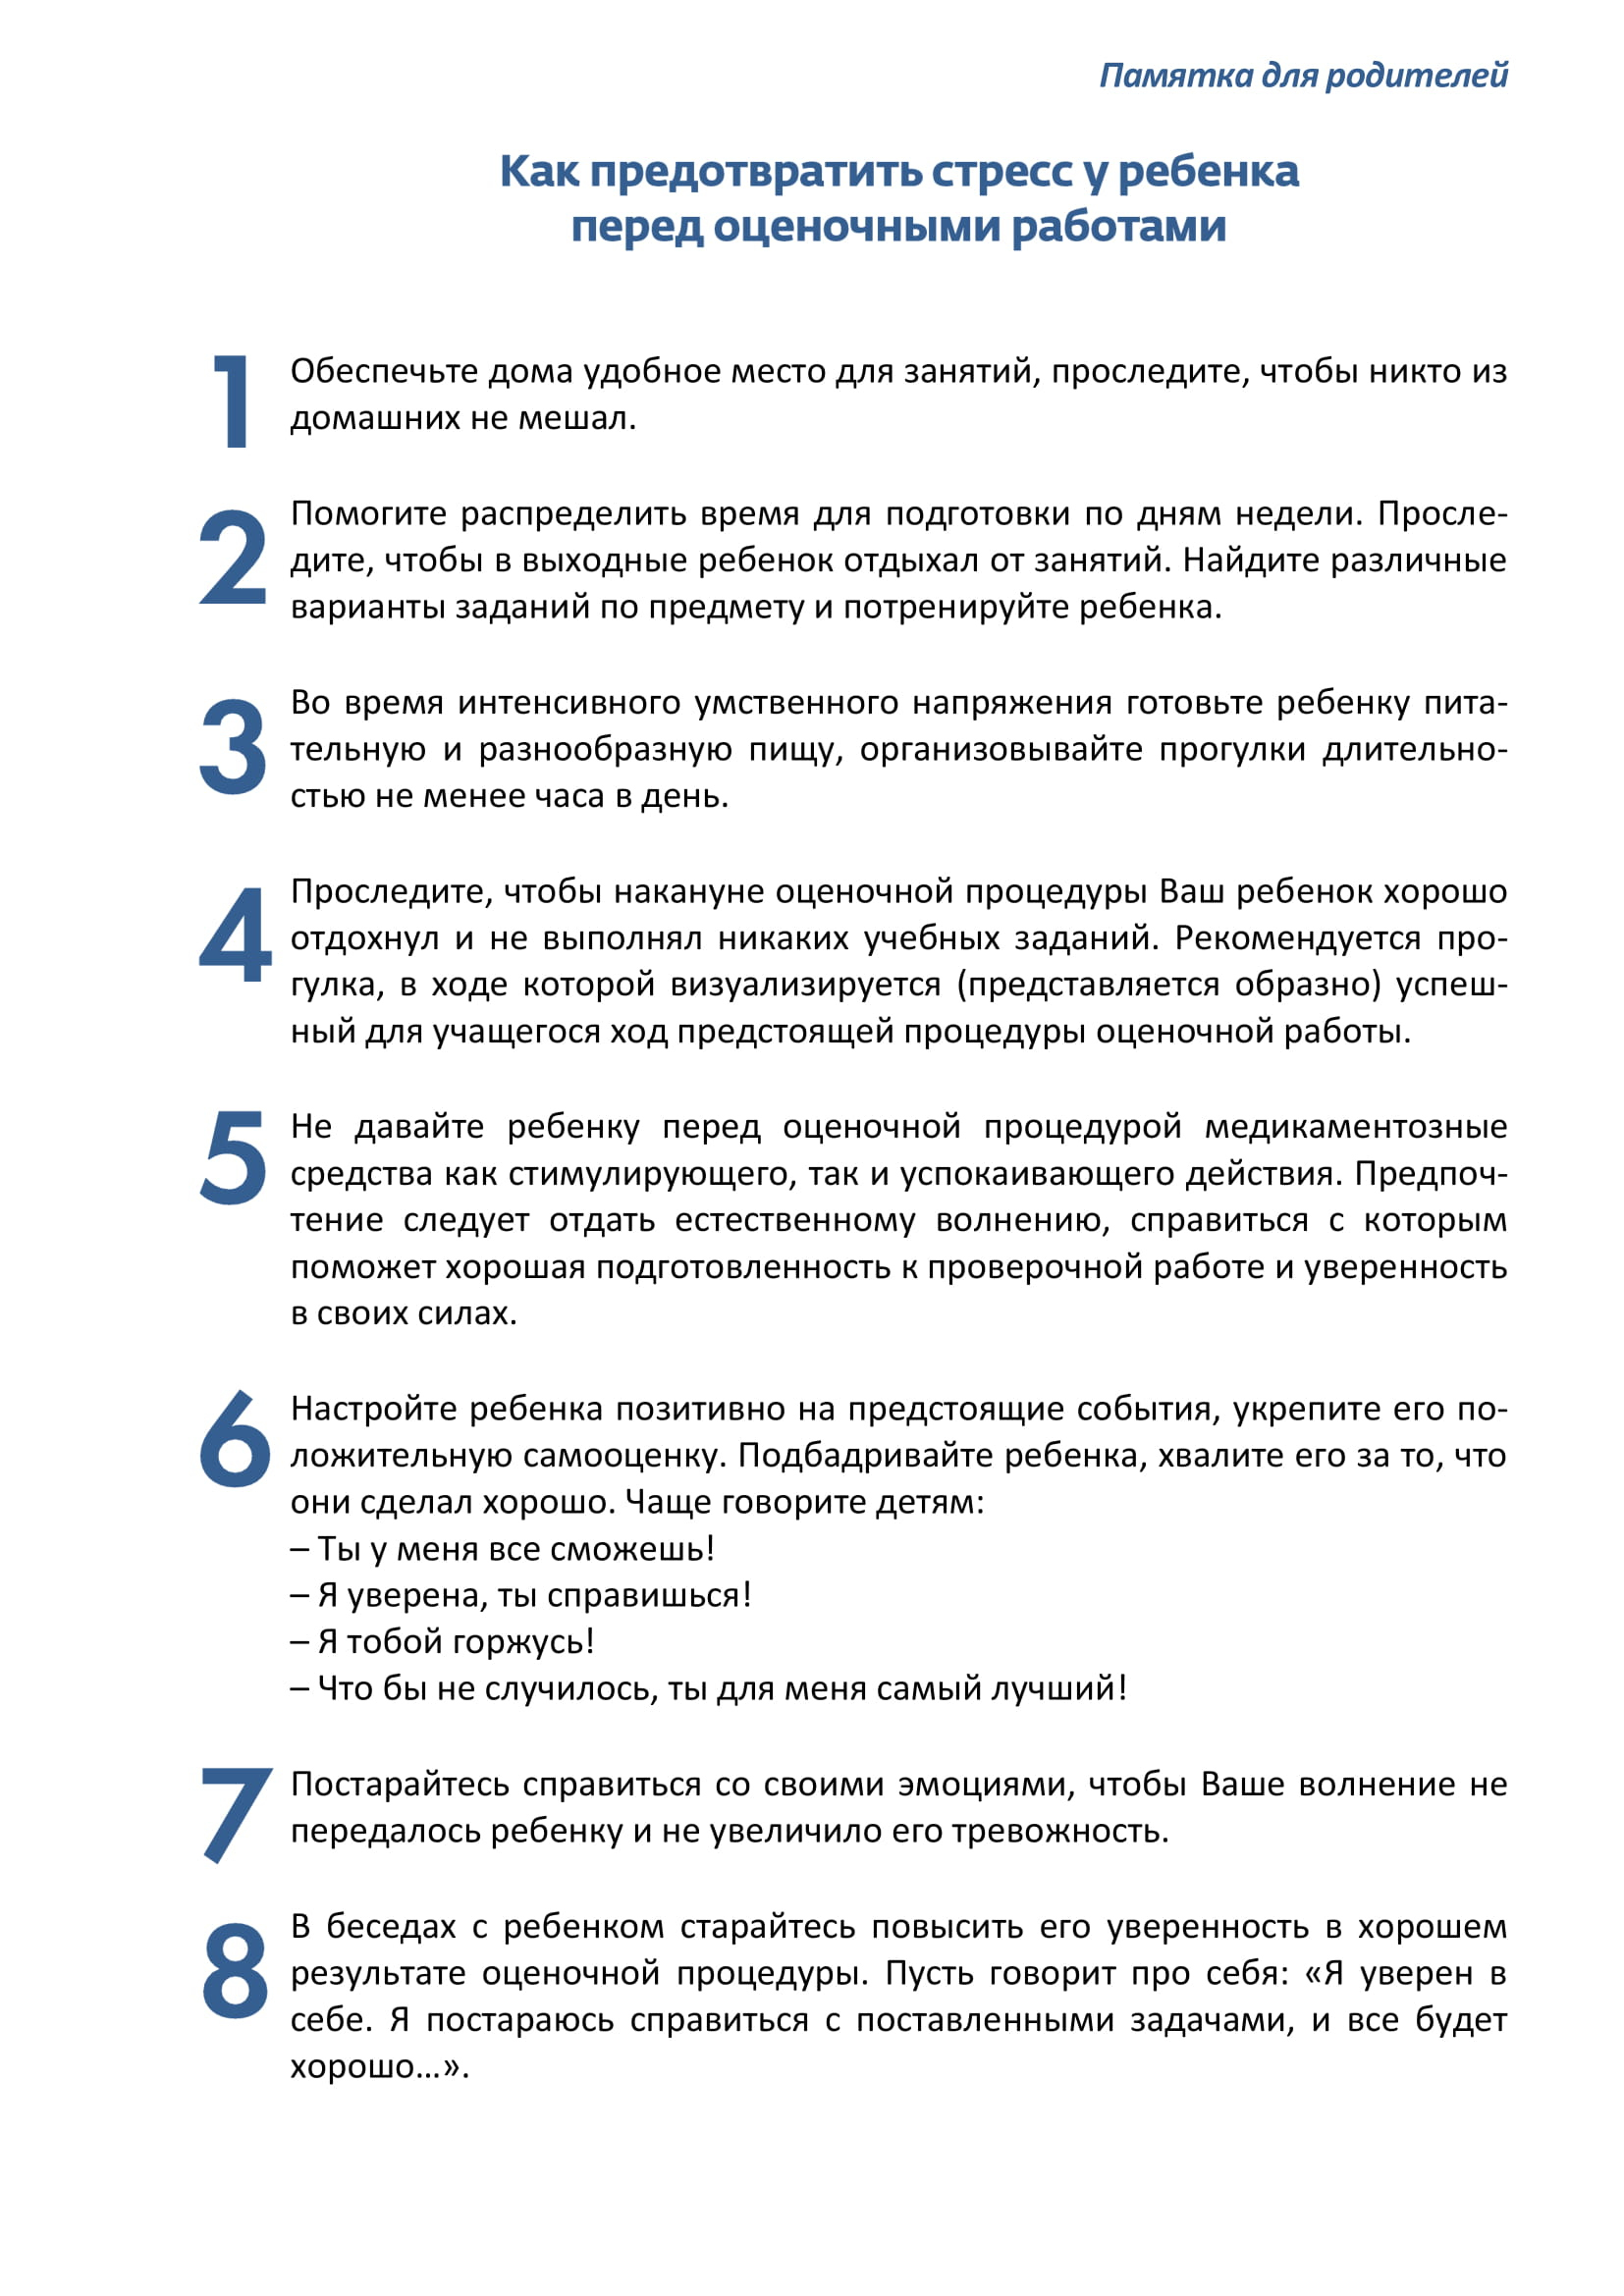 Памятка для родителей
Как предотвратить стресс у ребенка
перед оценочными работами
1
Обеспечьте дома удобное место для занятий, проследите, чтобы никто из
домашних не мешал.
2
Помогите распределить время для подготовки по дням недели. Просле-
дите, чтобы в выходные ребенок отдыхал от занятий. Найдите различные
варианты заданий по предмету и потренируйте ребенка.
3
Во время интенсивного умственного напряжения готовьте ребенку пита-
тельную и разнообразную пищу, организовывайте прогулки длительно-
стью не менее часа в день.
4
Проследите, чтобы накануне оценочной процедуры Ваш ребенок хорошо
отдохнул и не выполнял никаких учебных заданий. Рекомендуется про-
гулка, в ходе которой визуализируется (представляется образно) успеш-
ный для учащегося ход предстоящей процедуры оценочной работы.
5
Не давайте ребенку перед оценочной процедурой медикаментозные
средства как стимулирующего, так и успокаивающего действия. Предпоч-
тение следует отдать естественному волнению, справиться с которым
поможет хорошая подготовленность к проверочной работе и уверенность
в своих силах.
6
Настройте ребенка позитивно на предстоящие события, укрепите его по-
ложительную самооценку. Подбадривайте ребенка, хвалите его за то, что
они сделал хорошо. Чаще говорите детям:
– Ты у меня все сможешь!
– Я уверена, ты справишься!
– Я тобой горжусь!
– Что бы не случилось, ты для меня самый лучший!
7
Постарайтесь справиться со своими эмоциями, чтобы Ваше волнение не
передалось ребенку и не увеличило его тревожность.
8
В беседах с ребенком старайтесь повысить его уверенность в хорошем
результате оценочной процедуры. Пусть говорит про себя: «Я уверен в
себе. Я постараюсь справиться с поставленными задачами, и все будет
хорошо…».